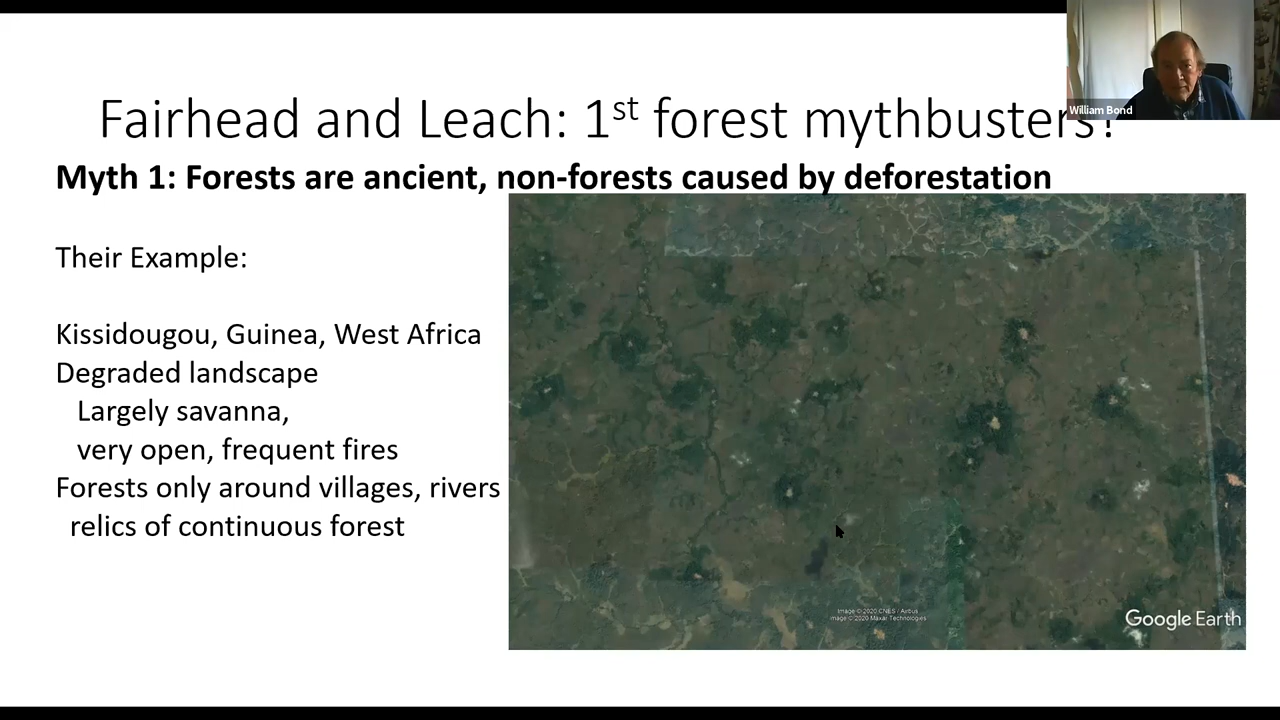 William Bond
Fairhead and Leach: 1st forest mythbusters!
Myth 1: Forests are ancient, non-forests caused by deforestation
Their Example:
Kissidougou, Guinea, West Africa
Degraded landscape
Largely savanna,
very open, frequent fires
Forests only around villages, rivers
relics of continuous forest
Image © 2020 CNES / Airbus
Image © 2020 Maxar Technologies
Google Earth